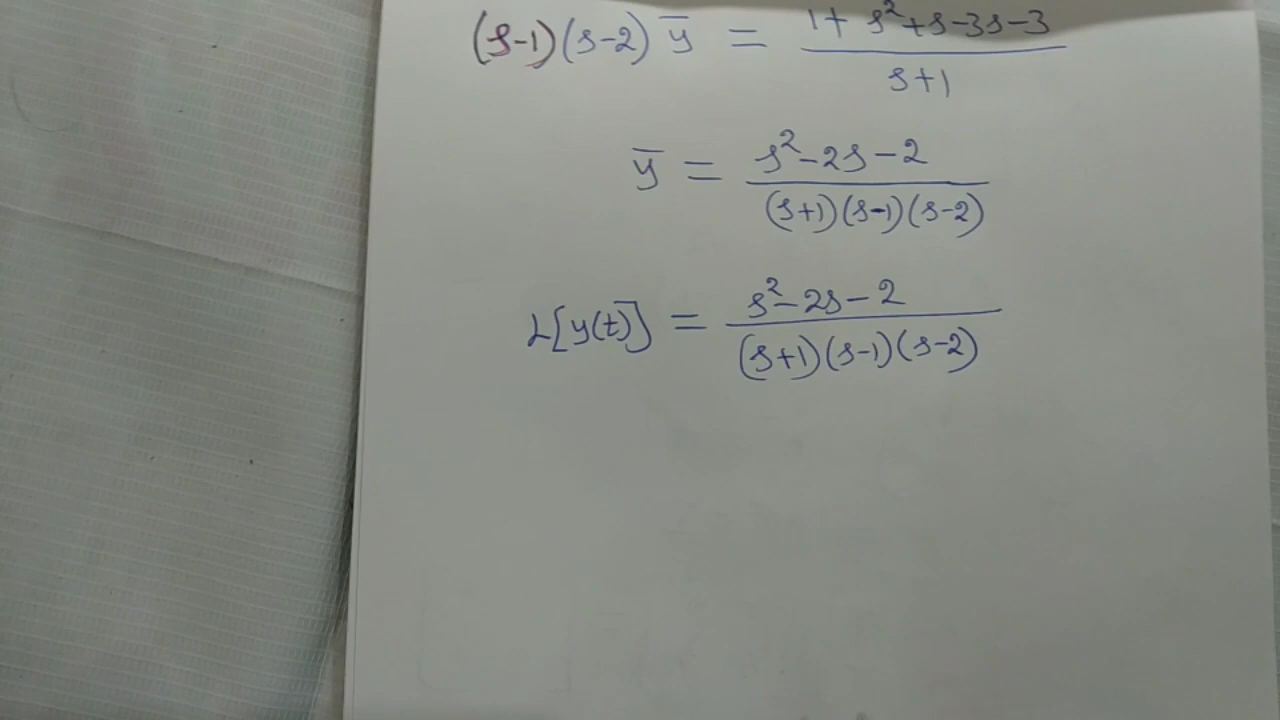 (s-1)(s-2) ȳ = 1 + s²+s-3s-3 / s+1
ȳ = s²-2s-2 / (s+1)(s-1)(s-2)
L[y(t)] = s²-2s-2 / (s+1)(s-1)(s-2)